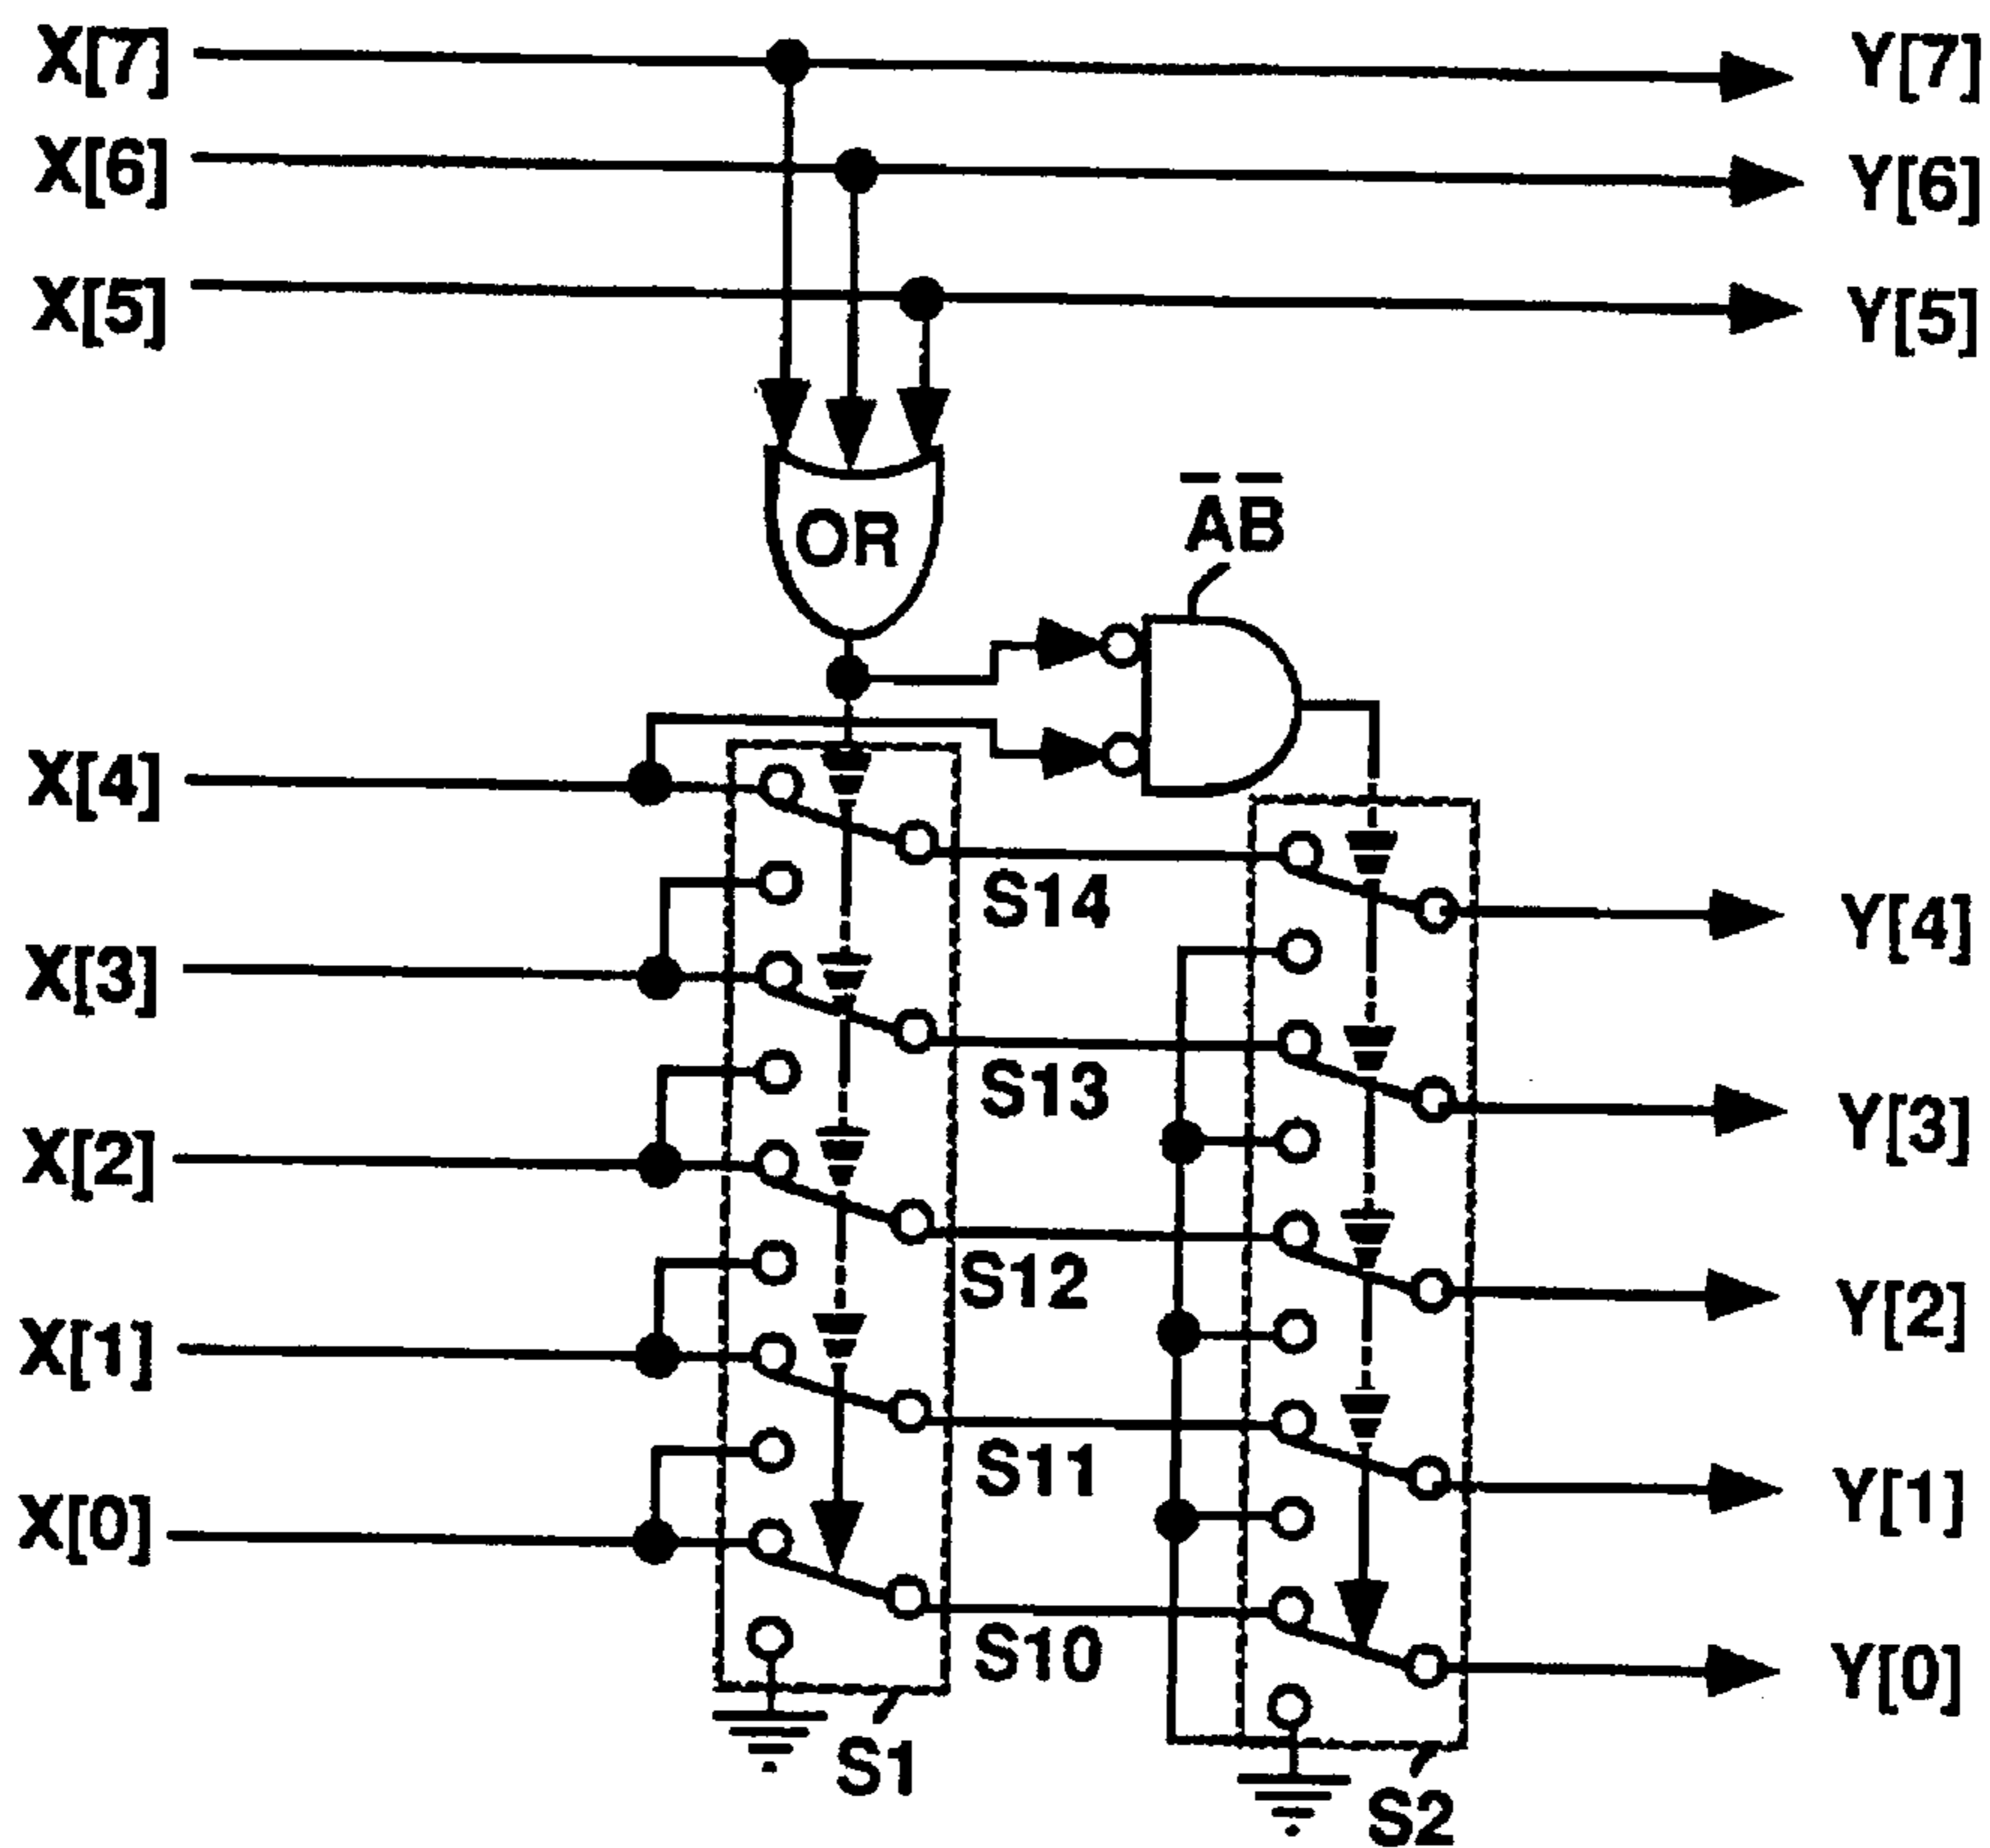 X[7] Y[7]
X[6] Y[6]
X[5] Y[5]
OR
A̅B̅
X[4]
S14
Y[4]
X[3]
S13
Y[3]
X[2]
S12
Y[2]
X[1]
S11
Y[1]
X[0]
S10
Y[0]
S1
S2